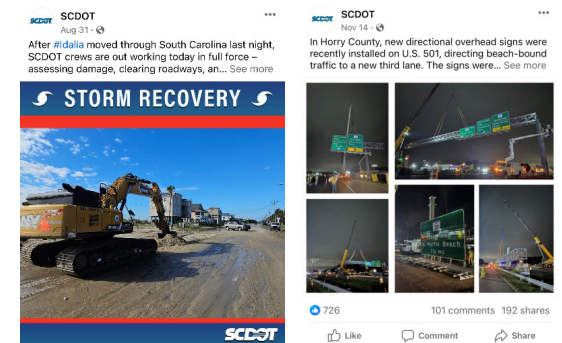 SCDOT
SCDOT
Aug 31 ·
After #Idalia moved through South Carolina last night,
SCDOT crews are out working today in full force –
assessing damage, clearing roadways, an... See more
STORM RECOVERY
SCDOT
SCDOT
SCDOT
Nov 14 ·
In Horry County, new directional overhead signs were
recently installed on U.S. 501, directing beach-bound
traffic to a new third lane. The signs were... See more
Myrtle Beach
726
101 comments 192 shares
Like
Comment
Share